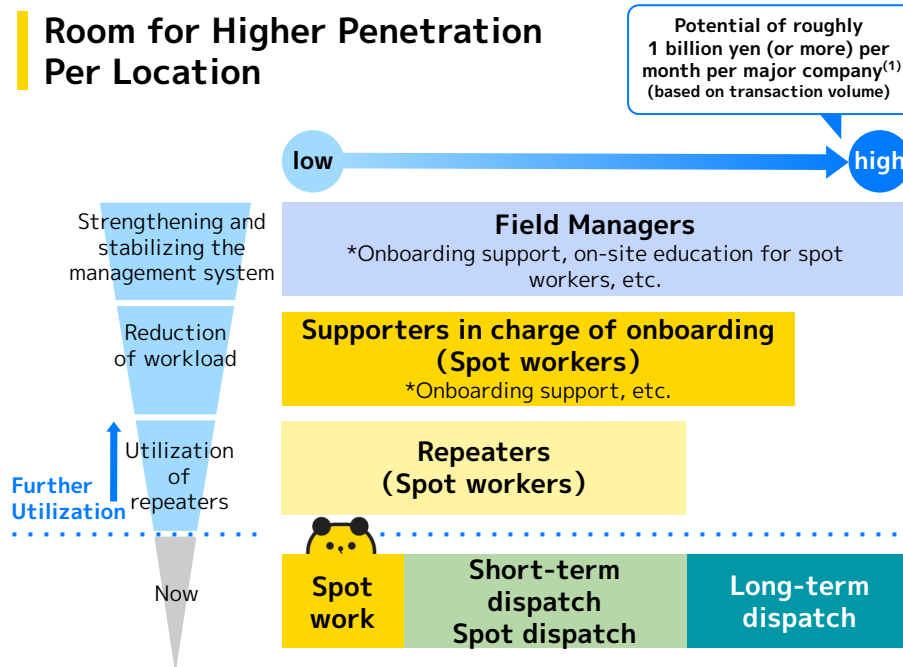 Room for Higher Penetration
Per Location
Potential of roughly
1 billion yen (or more) per
month per major company(1)
(based on transaction volume)
low
high
Strengthening and
stabilizing the
management system
Field Managers
*Onboarding support, on-site education for spot
workers, etc.
Reduction
of workload
Supporters in charge of onboarding
(Spot workers)
*Onboarding support, etc.
Further
Utilization
Utilization
of
repeaters
Repeaters
(Spot workers)
Now
Spot
work
Short-term
dispatch
Spot dispatch
Long-term
dispatch